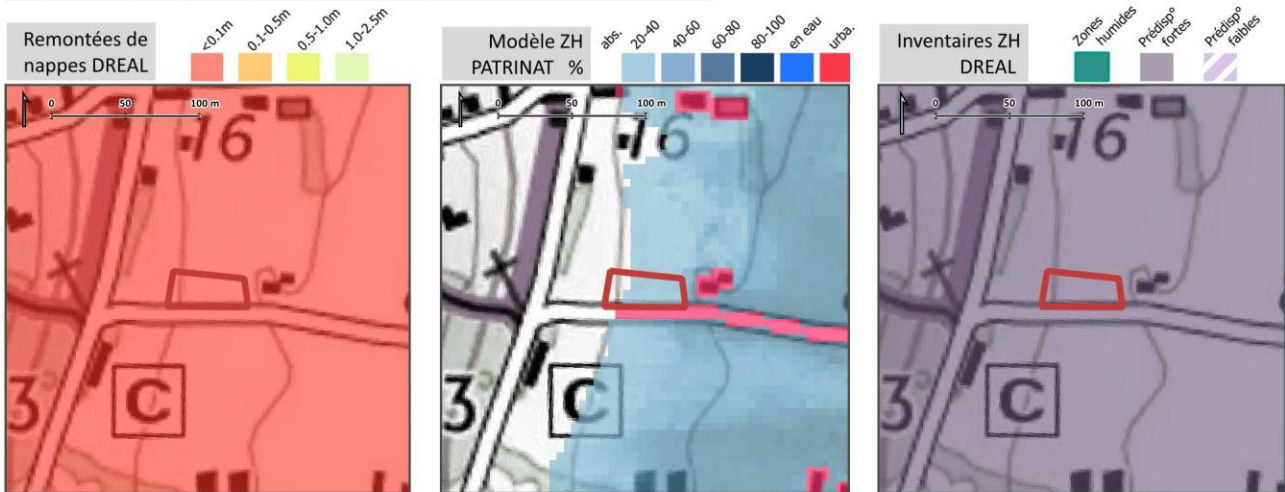 Remontées de
nappes DREAL
<0.1m
0.1-0.5m
0.5-1.0m
1.0-2.5m
0 50 100 m
16
3
C
Modèle ZH
PATRINAT %
abs.
20-40
40-60
60-80
80-100
en eau
urba.
0 50 100 m
16
3
C
Inventaires ZH
DREAL
Zones
humides
Prédisp°
fortes
Prédisp°
faibles
0 50 100 m
16
3
C